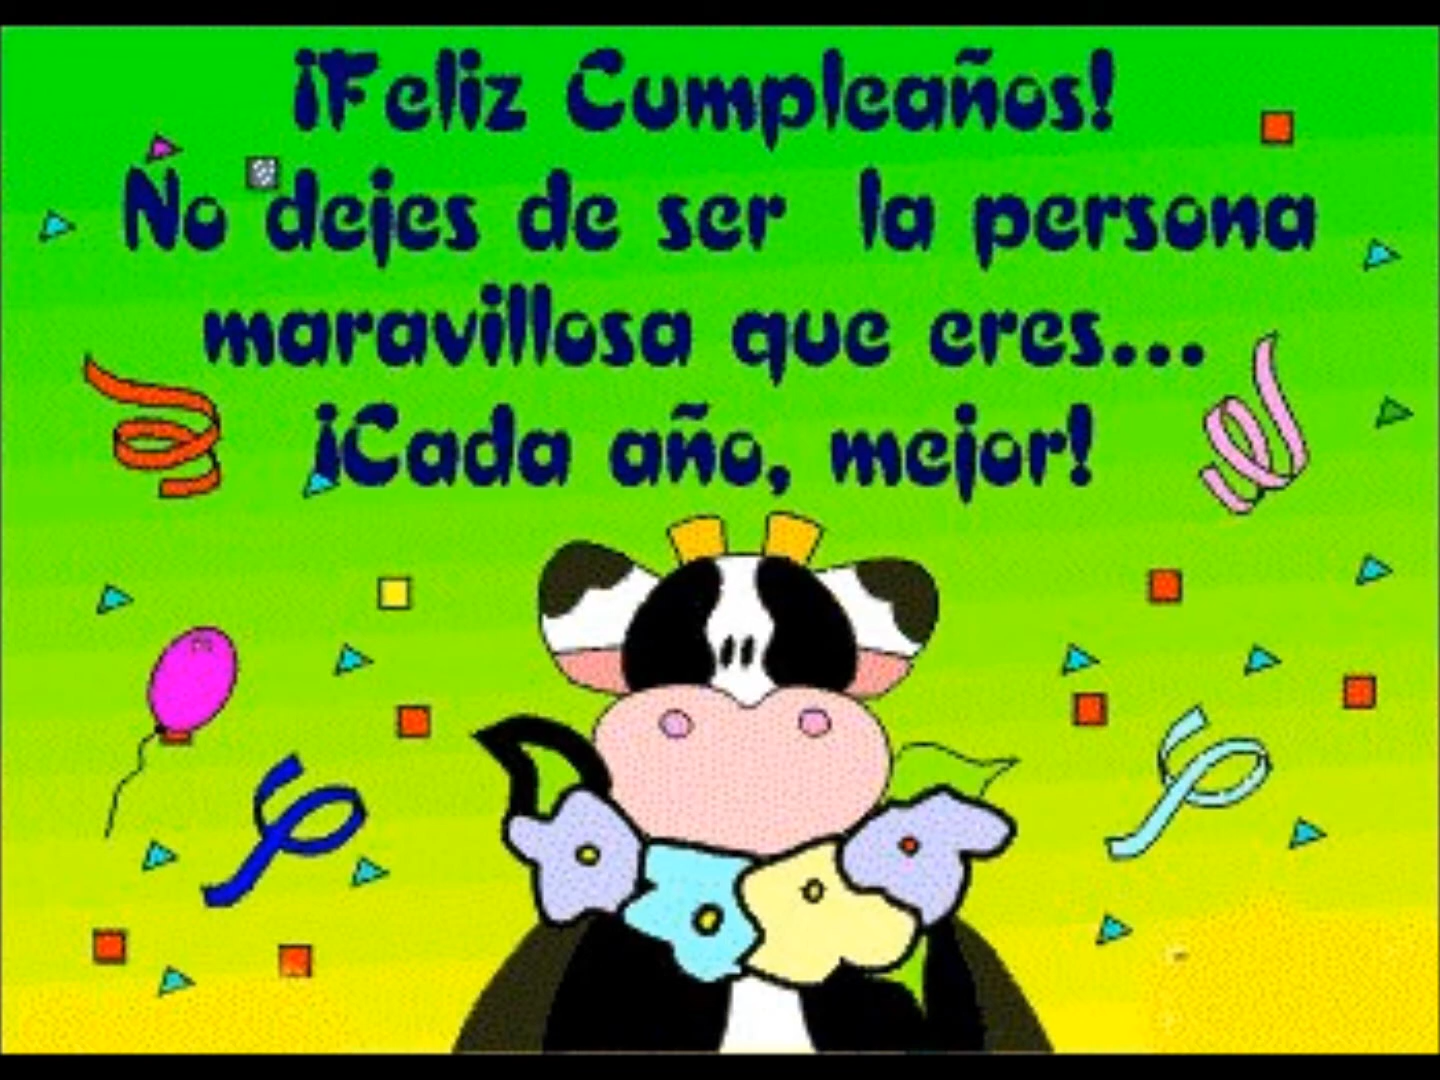 ¡Feliz Cumpleaños!
No dejes de ser la persona
maravillosa que eres...
¡Cada año, mejor!